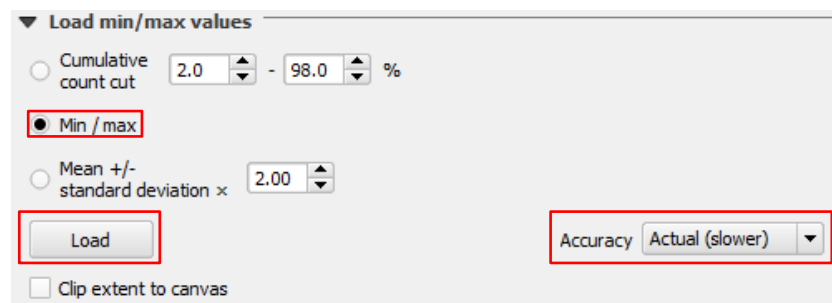 Load min/max values
Cumulative
count cut 2.0 - 98.0 %
Min / max
Mean +/-
standard deviation × 2.00
Load Accuracy Actual (slower)
Clip extent to canvas